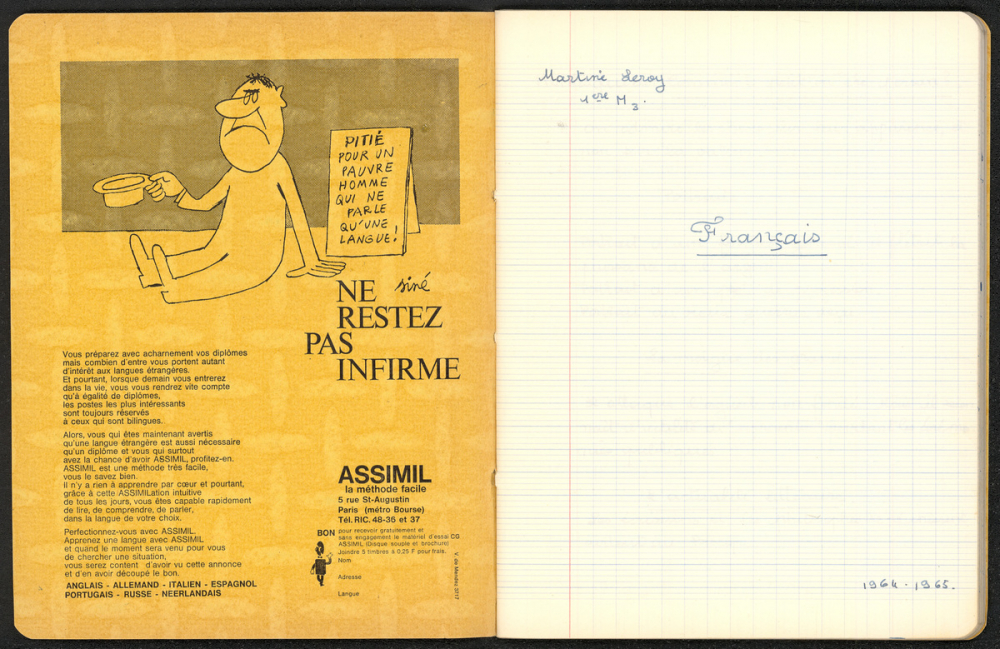 PITIÉ
POUR UN
PAUVRE
HOMME
QUI NE
PARLE
QU'UNE
LANGUE!
siné
NE
RESTEZ
PAS
INFIRME
Vous préparez avec acharnement vos diplômes
mais combien d'entre vous portent autant
d'intérêt aux langues étrangères.
Et pourtant, lorsque demain vous entrerez
dans la vie, vous vous rendrez vite compte
qu'à égalité de diplômes,
les postes les plus intéressants
sont toujours réservés
à ceux qui sont bilingues.
Alors, vous qui êtes maintenant avertis
qu'une langue étrangère est aussi nécessaire
qu'un diplôme et vous qui surtout
avez la chance d'avoir ASSIMIL, profitez-en.
ASSIMIL est une méthode très facile,
vous le savez bien.
Il n'y a rien à apprendre par cœur et pourtant,
grâce à cette ASSIMILation intuitive
de tous les jours, vous êtes capable rapidement
de lire, de comprendre, de parler,
dans la langue de votre choix.
Perfectionnez-vous avec ASSIMIL.
Apprenez une langue avec ASSIMIL
et quand le moment sera venu pour vous
de chercher une situation,
vous serez content d'avoir vu cette annonce
et d'en avoir découpé le bon.
ANGLAIS - ALLEMAND - ITALIEN - ESPAGNOL
PORTUGAIS - RUSSE - NEERLANDAIS
ASSIMIL
la méthode facile
5 rue St-Augustin
Paris (métro Bourse)
Tél. RIC. 48-36 et 37
BON pour recevoir gratuitement et
sans engagement le matériel d'essai CG
ASSIMIL (Disque souple et brochure)
Joindre 5 timbres à 0,25 F pour frais.
Nom
Adresse
Langue
Martine Leroy
1ère M3.
Français
1964-1965.